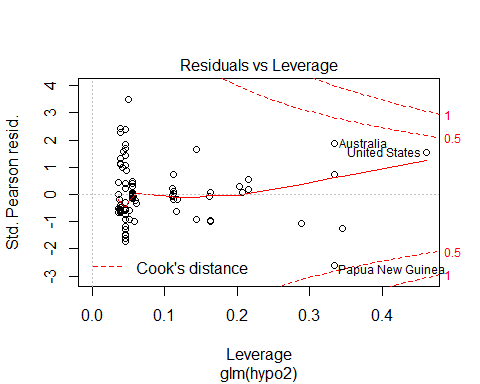 Residuals vs Leverage
Std. Pearson resid.
4
3
2
1
0
-1
-2
-3
1
0.5
0.5
1
Australia
United States
Papua New Guinea
Cook's distance
0.0
0.1
0.2
0.3
0.4
Leverage
glm(hypo2)